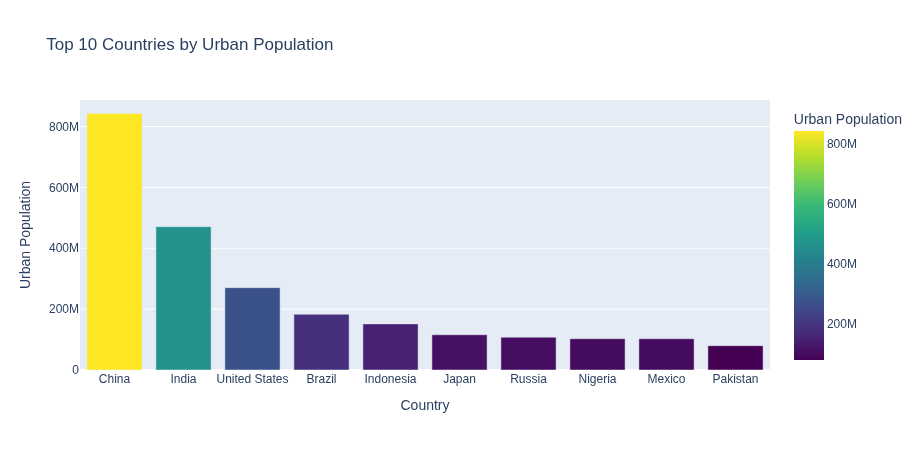 Top 10 Countries by Urban Population
Urban Population
800M
600M
400M
200M
0
China India United States Brazil Indonesia Japan Russia Nigeria Mexico Pakistan
Country
Urban Population
800M
600M
400M
200M